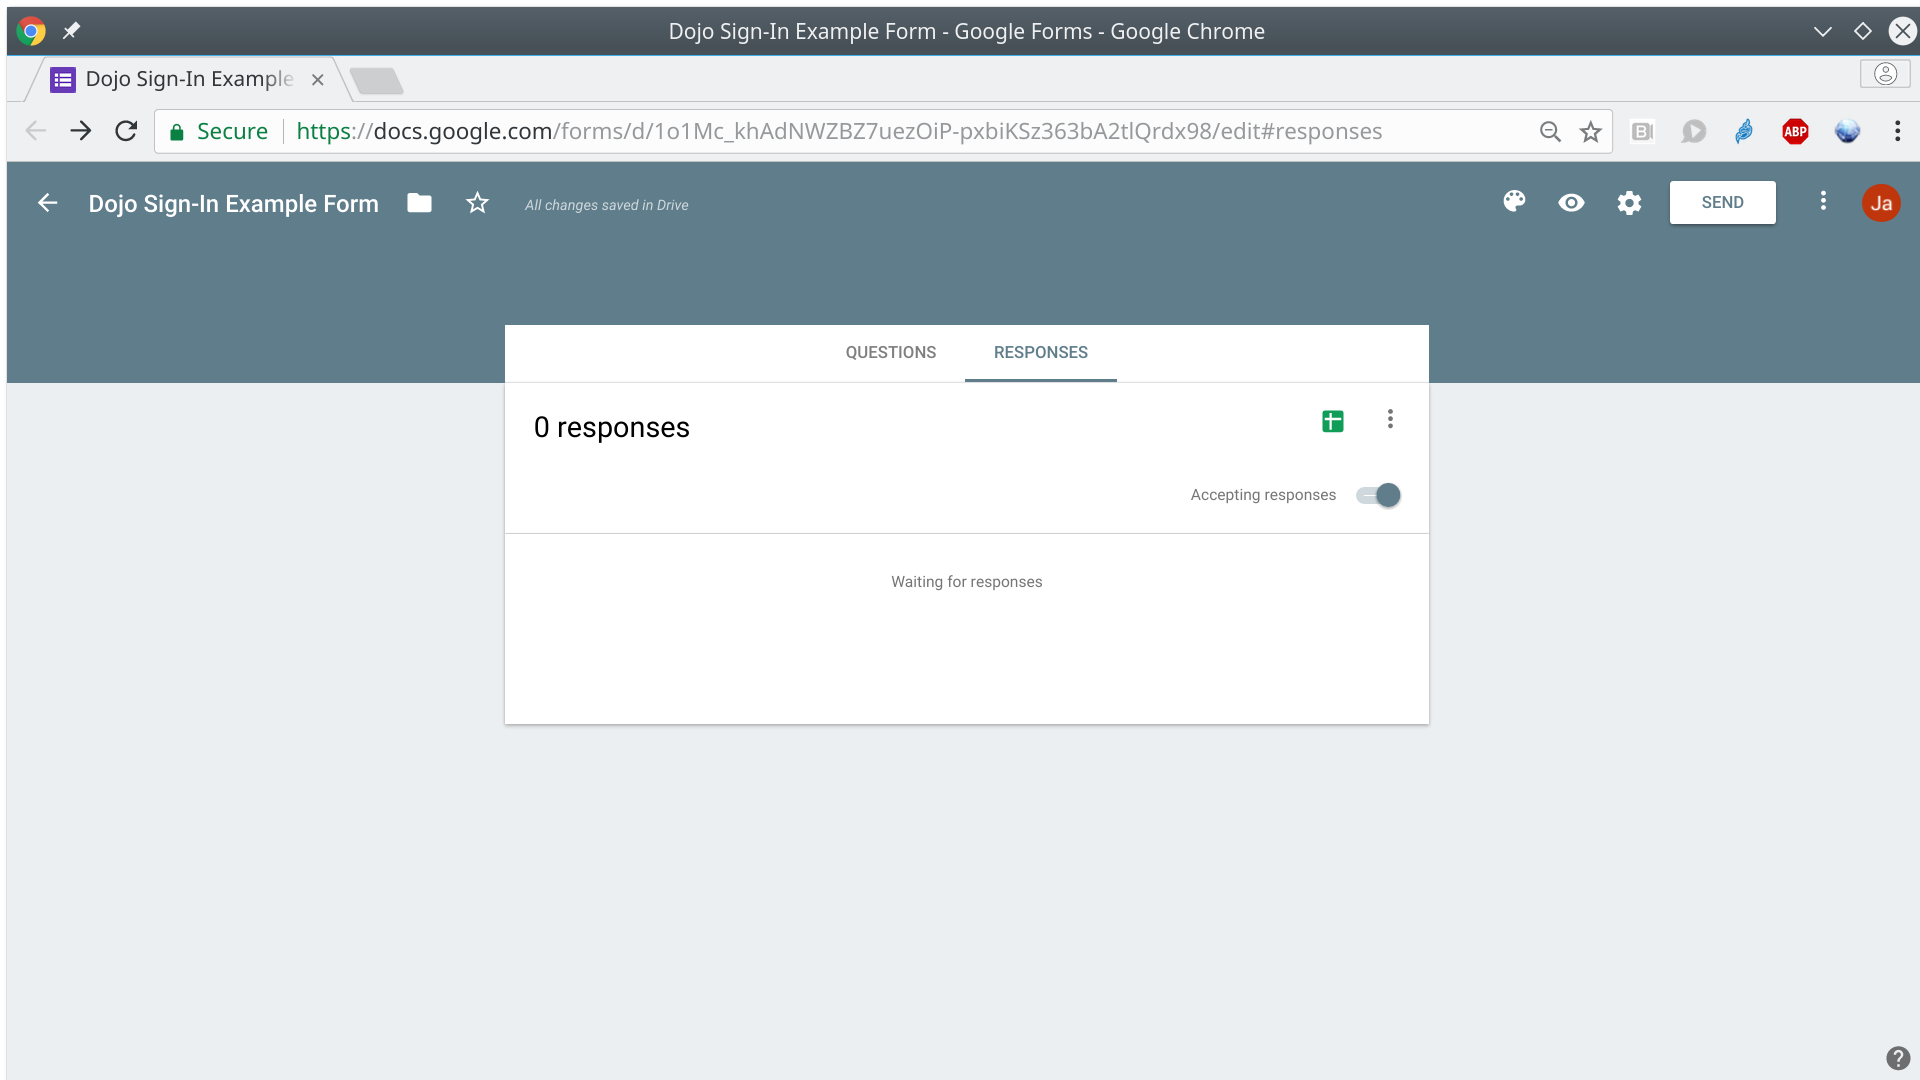 Dojo Sign-In Example Form - Google Forms - Google Chrome
Dojo Sign-In Example
Secure https://docs.google.com/forms/d/1o1Mc_khAdNWZBZ7uezOiP-pxbiKSz363bA2tlQrdx98/edit#responses
ABP
Dojo Sign-In Example Form
All changes saved in Drive
SEND
Ja
QUESTIONS RESPONSES
0 responses
Accepting responses
Waiting for responses
?